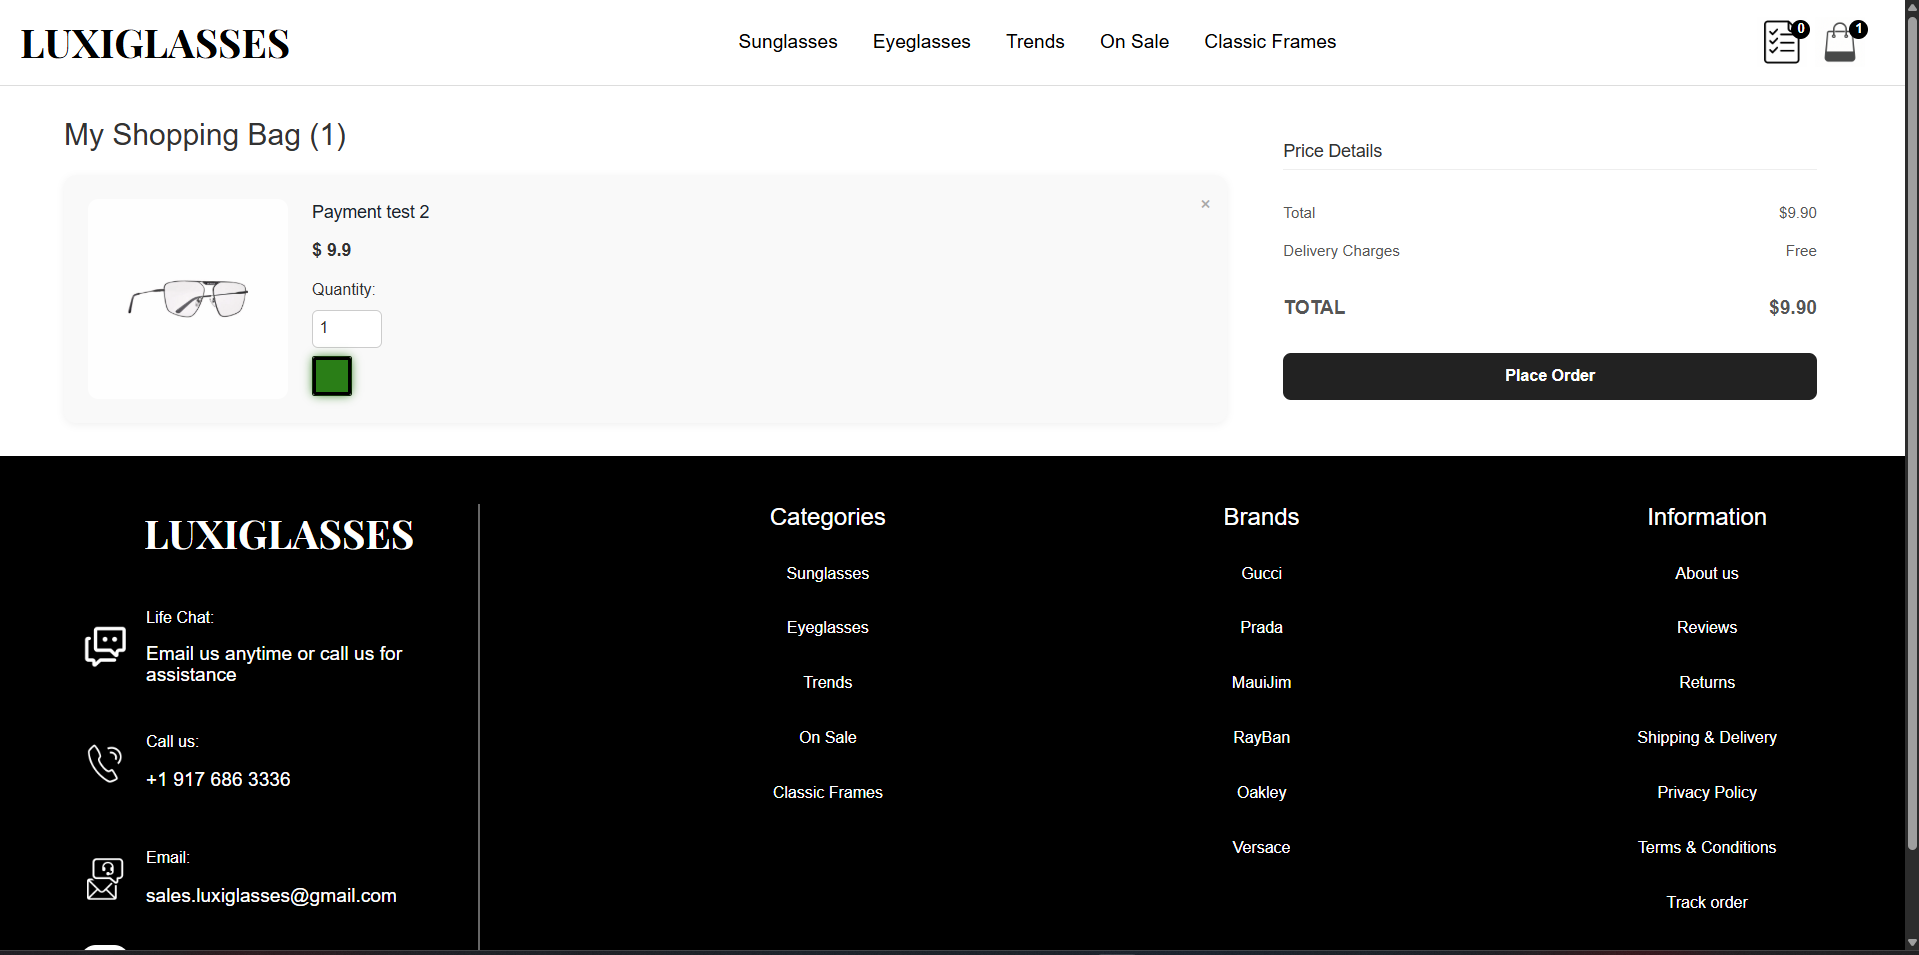 LUXIGLASSES
Sunglasses Eyeglasses Trends On Sale Classic Frames
0
1
My Shopping Bag (1)
Payment test 2
×
$ 9.9
Quantity:
1
Price Details
Total $9.90
Delivery Charges Free
TOTAL $9.90
Place Order
LUXIGLASSES
Life Chat:
Email us anytime or call us for
assistance
Call us:
+1 917 686 3336
Email:
sales.luxiglasses@gmail.com
Categories
Sunglasses
Eyeglasses
Trends
On Sale
Classic Frames
Brands
Gucci
Prada
MauiJim
RayBan
Oakley
Versace
Information
About us
Reviews
Returns
Shipping & Delivery
Privacy Policy
Terms & Conditions
Track order